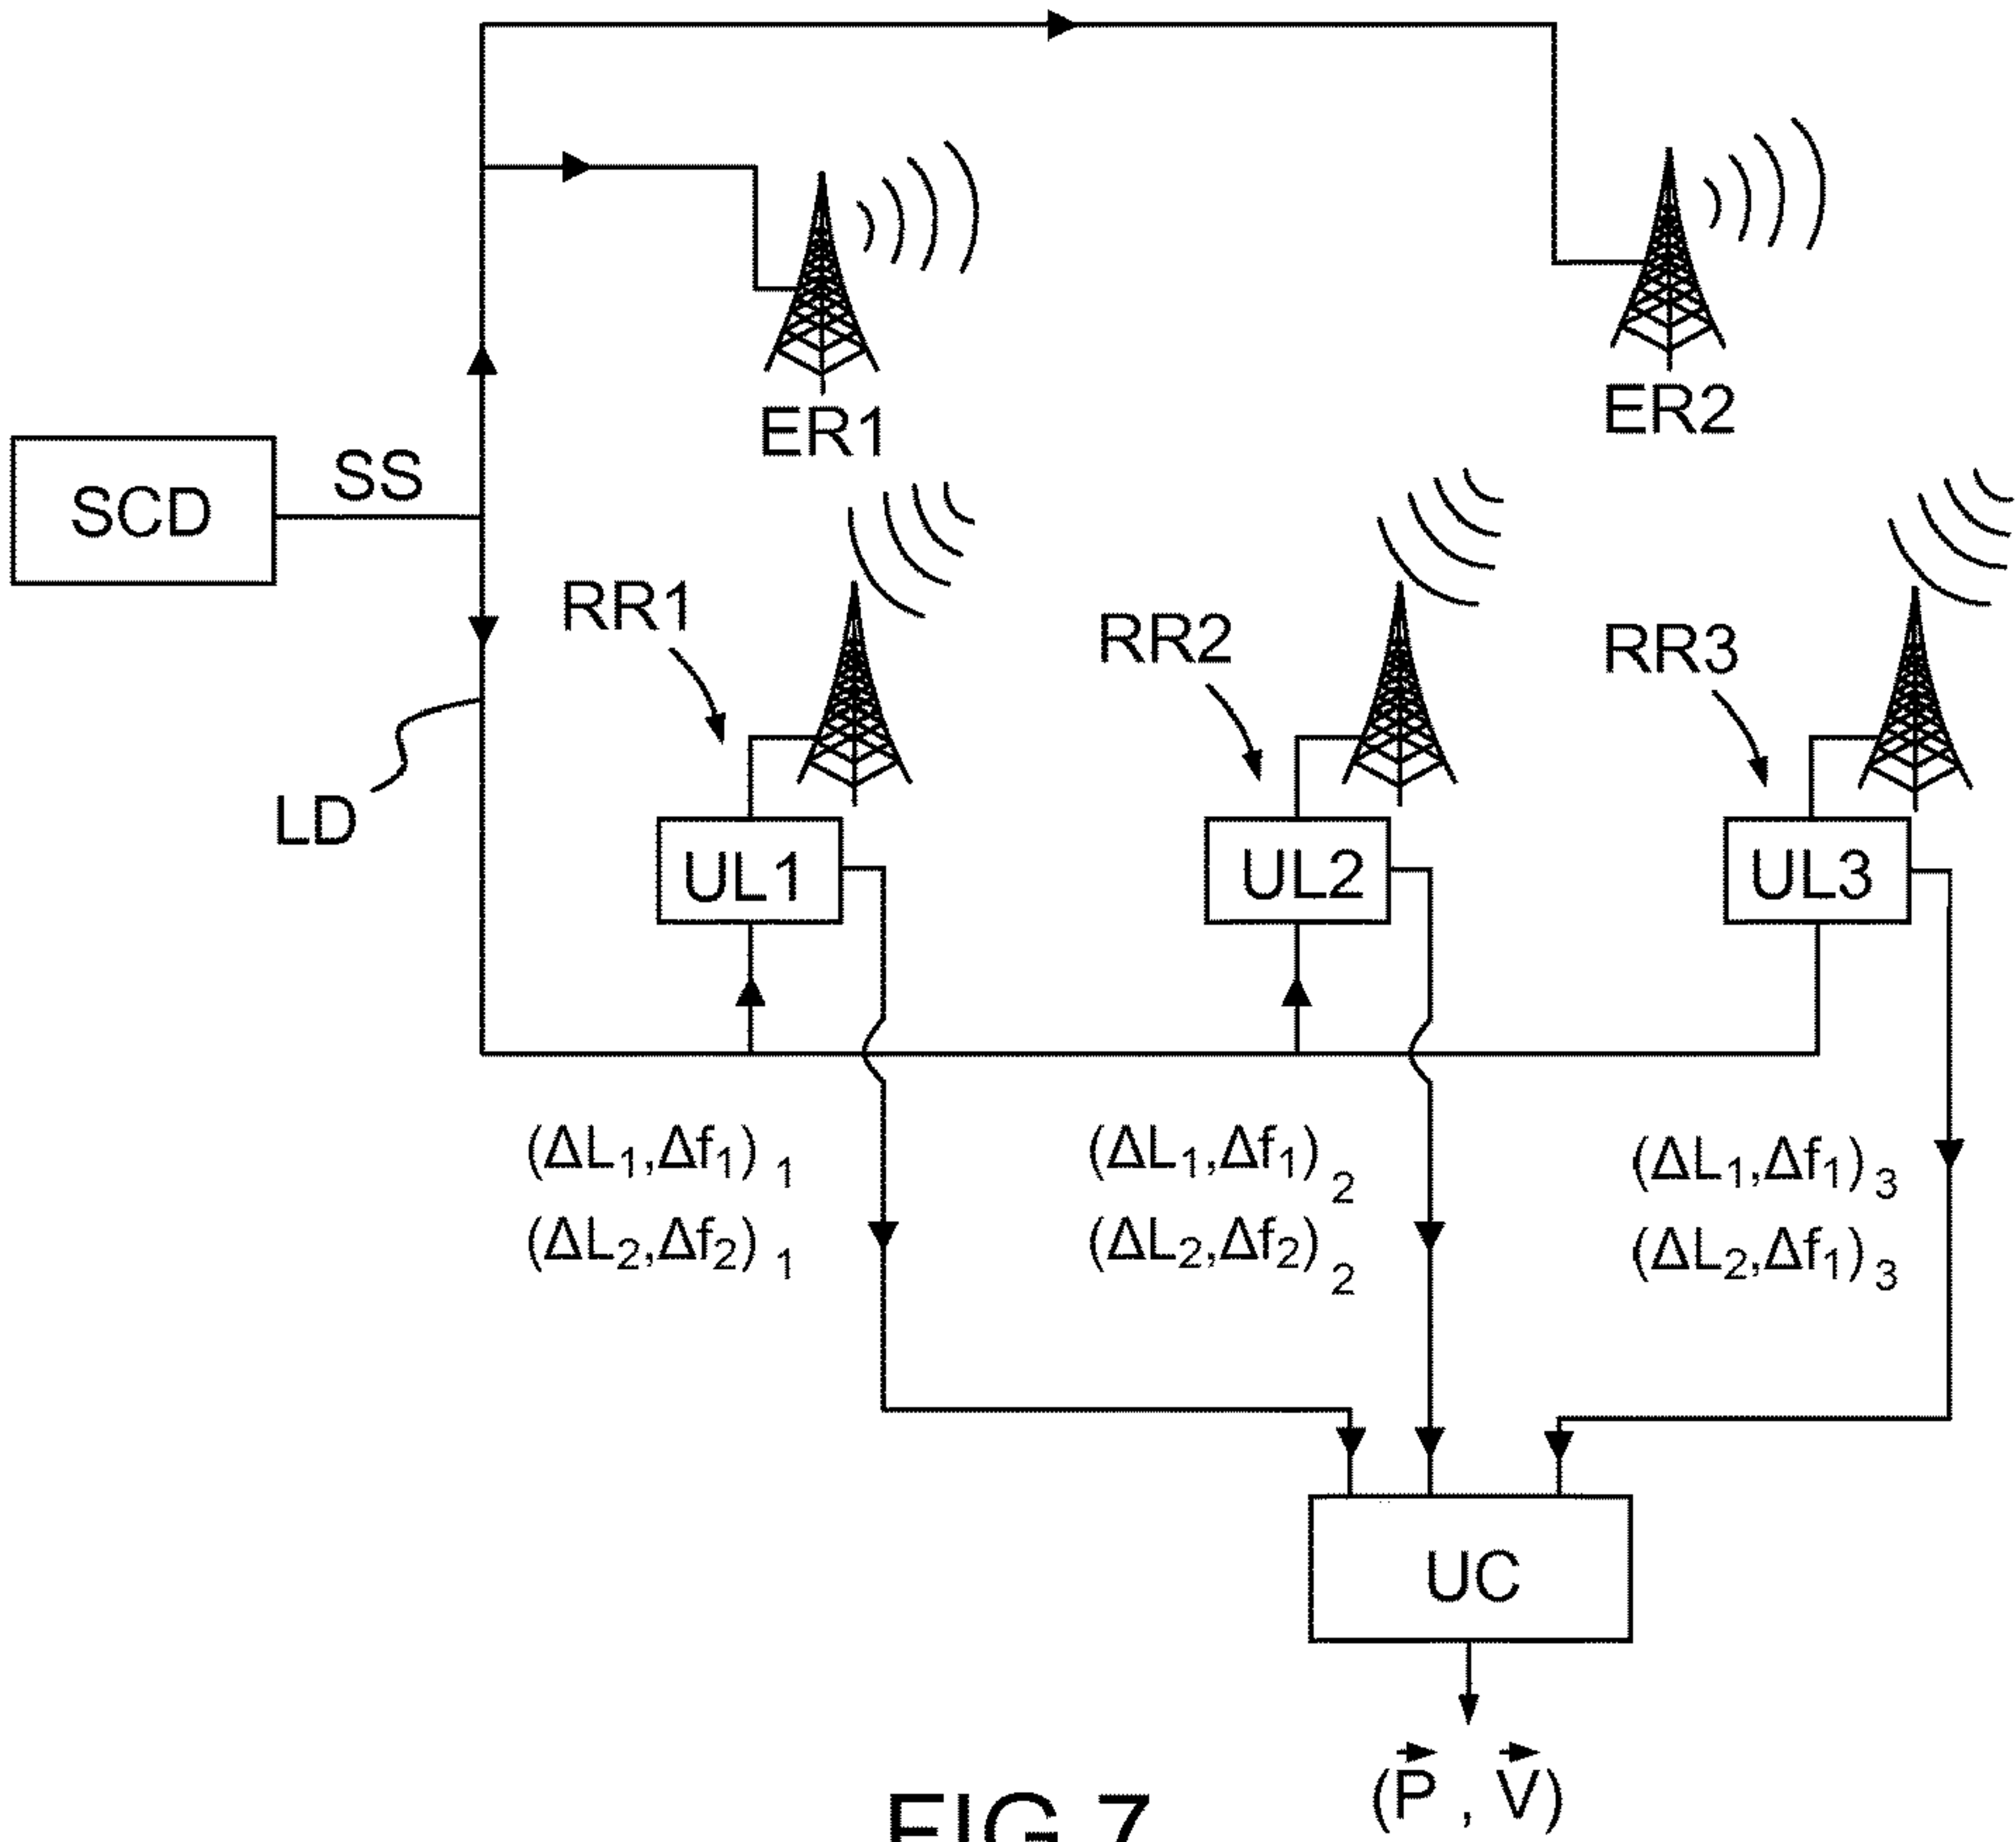 ER1
ER2
SCD
SS
RR1
RR2
RR3
LD
UL1
UL2
UL3
(ΔL₁,Δf₁)₁
(ΔL₁,Δf₁)₂
(ΔL₁,Δf₁)₃
(ΔL₂,Δf₂)₁
(ΔL₂,Δf₂)₂
(ΔL₂,Δf₁)₃
UC
(P⃗ , V⃗)
FIG.7